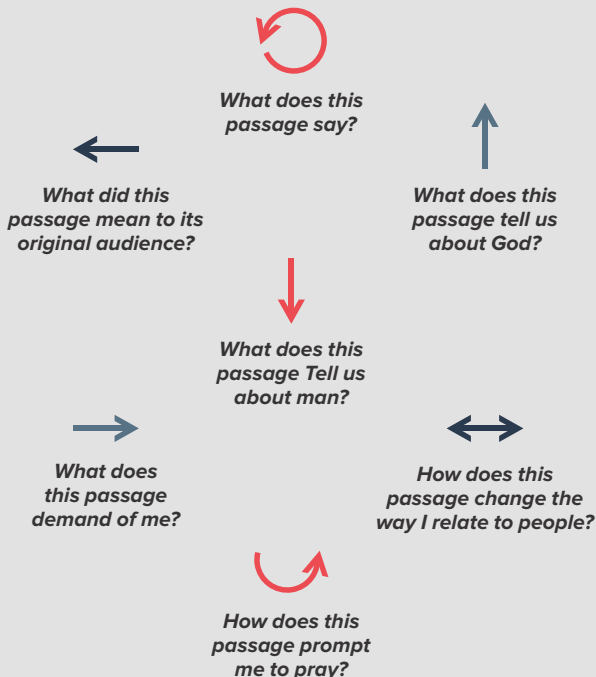 What does this
passage say?
What did this
passage mean to its
original audience?
What does this
passage tell us
about God?
What does this
passage Tell us
about man?
What does
this passage
demand of me?
How does this
passage change the
way I relate to people?
How does this
passage prompt
me to pray?